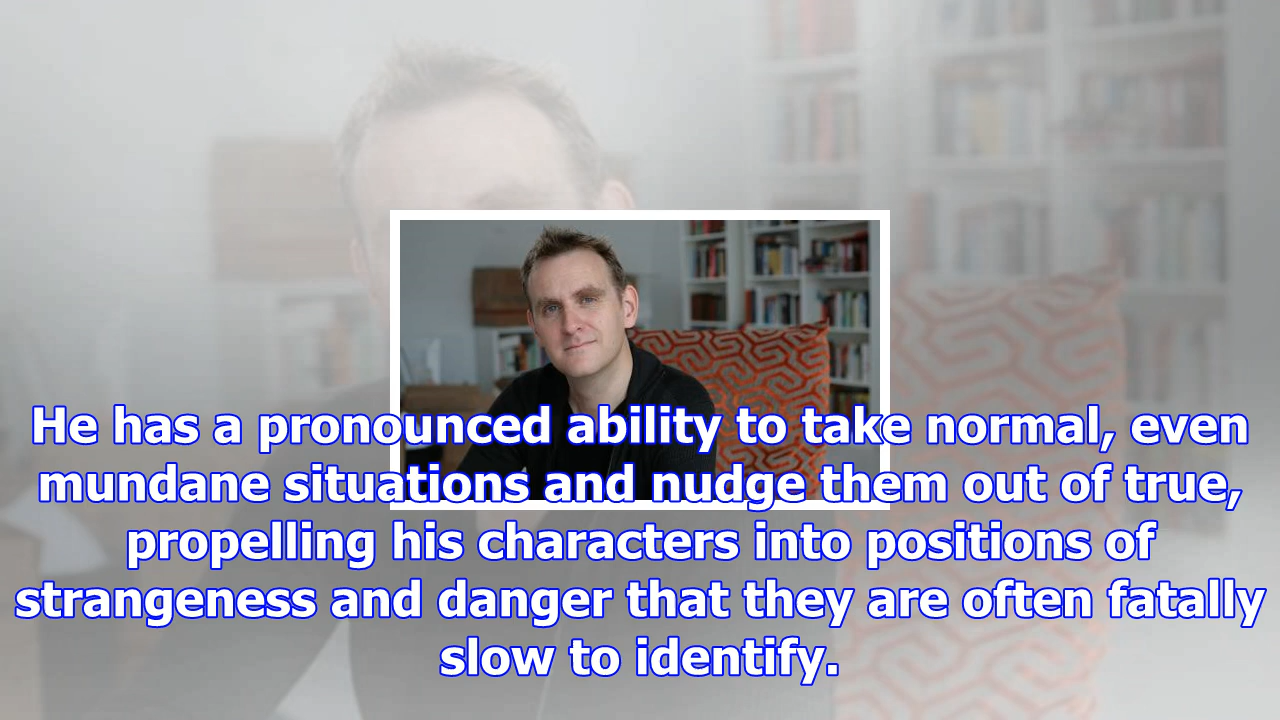 He has a pronounced ability to take normal, even
mundane situations and nudge them out of true,
propelling his characters into positions of
strangeness and danger that they are often fatally
slow to identify.